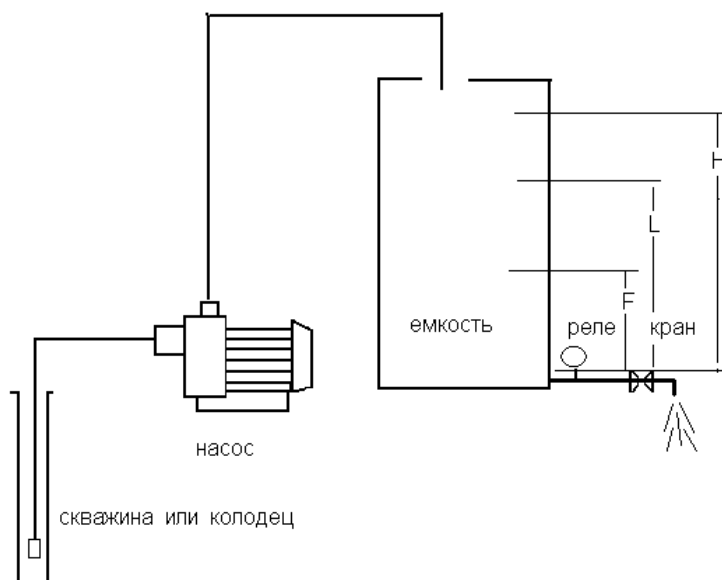 H
L
F
емкость
реле кран
насос
скважина или колодец